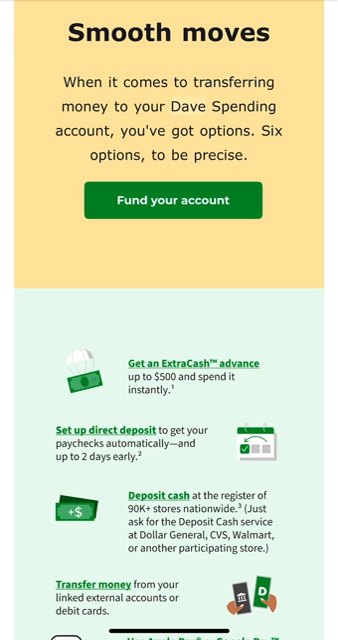 Smooth moves
When it comes to transferring
money to your Dave Spending
account, you've got options. Six
options, to be precise.
Fund your account
Get an ExtraCash™ advance
up to $500 and spend it
instantly.¹
Set up direct deposit to get your
paychecks automatically—and
up to 2 days early.²
+$
Deposit cash at the register of
90K+ stores nationwide.³ (Just
ask for the Deposit Cash service
at Dollar General, CVS, Walmart,
or another participating store.)
Transfer money from your
linked external accounts or
debit cards.
D